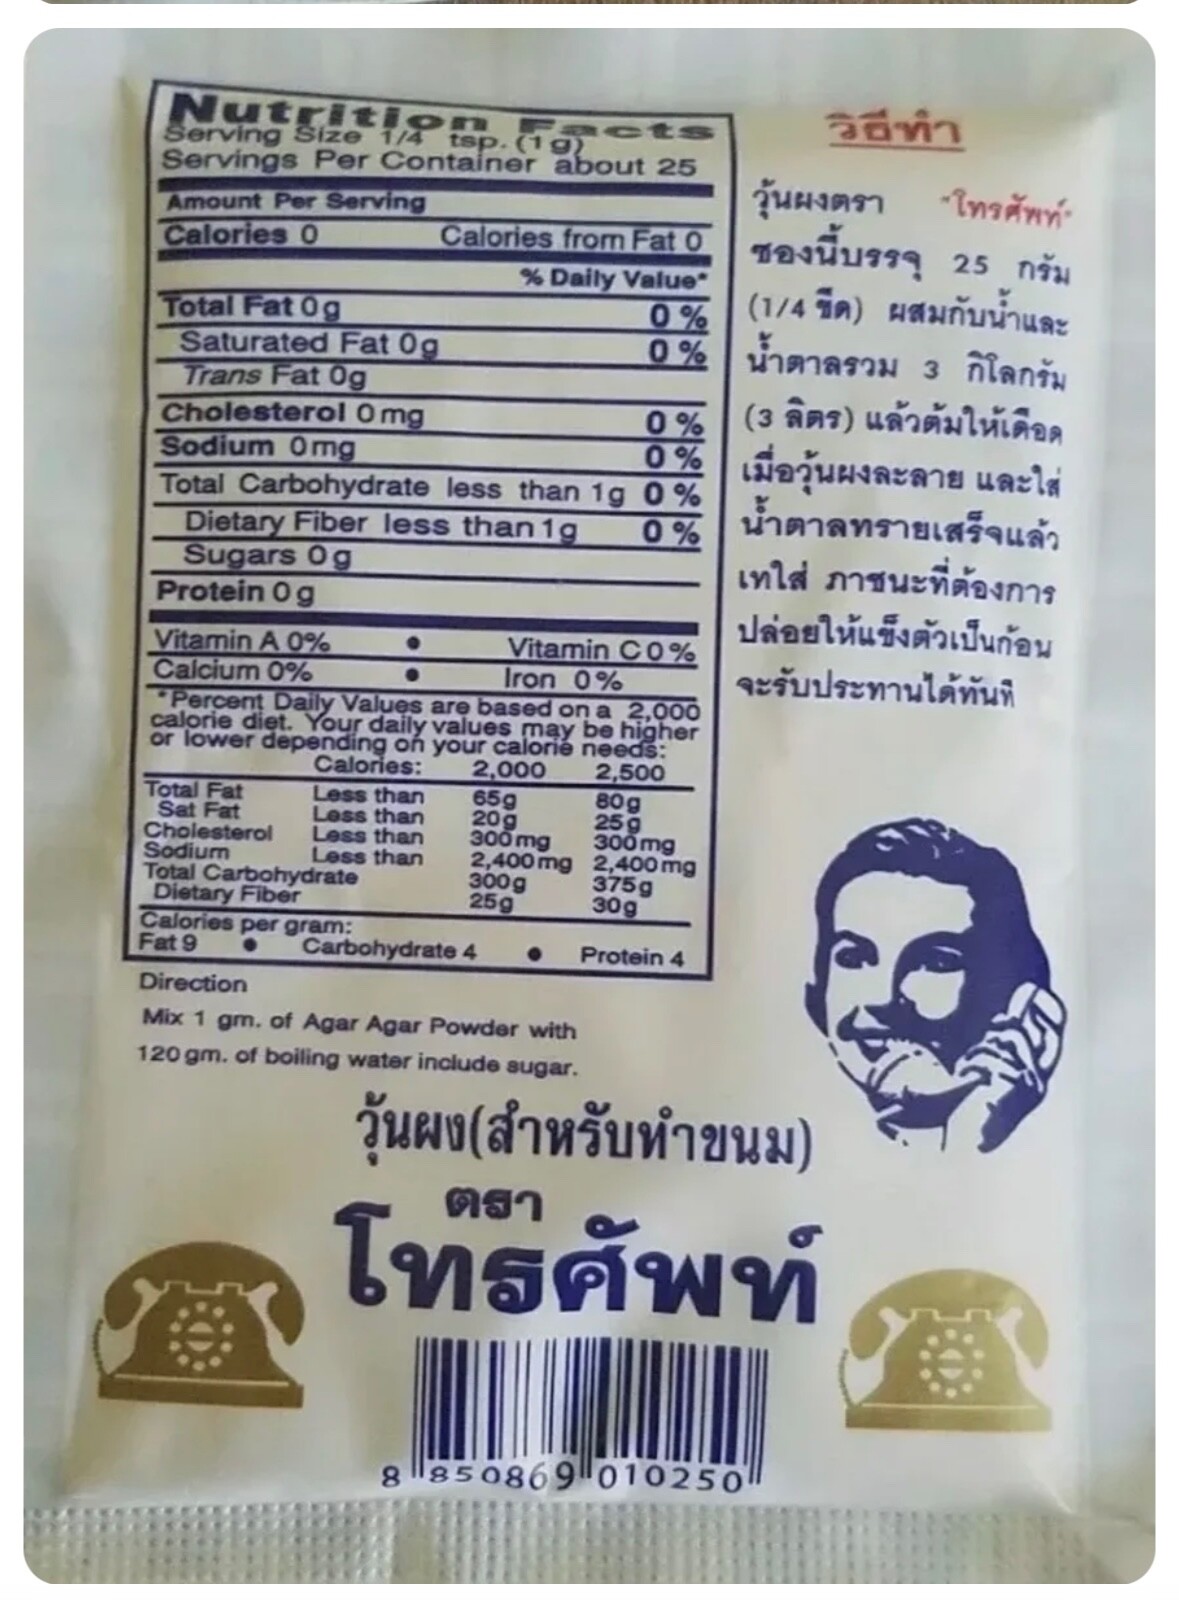 Nutrition Facts
Serving Size 1/4 tsp. (1g)
Servings Per Container about 25
Amount Per Serving
Calories 0 Calories from Fat 0
% Daily Value*
Total Fat 0g 0 %
Saturated Fat 0g 0 %
Trans Fat 0g
Cholesterol 0mg 0 %
Sodium 0mg 0 %
Total Carbohydrate less than 1g 0 %
Dietary Fiber less than 1g 0 %
Sugars 0g
Protein 0g
Vitamin A 0% • Vitamin C 0%
Calcium 0% • Iron 0%
*Percent Daily Values are based on a 2,000
calorie diet. Your daily values may be higher
or lower depending on your calorie needs:
Calories: 2,000 2,500
Total Fat Less than 65g 80g
Sat Fat Less than 20g 25g
Cholesterol Less than 300mg 300mg
Sodium Less than 2,400mg 2,400mg
Total Carbohydrate 300g 375g
Dietary Fiber 25g 30g
Calories per gram:
Fat 9 • Carbohydrate 4 • Protein 4
Direction
Mix 1 gm. of Agar Agar Powder with
120 gm. of boiling water include sugar.
วิธีทำ
วุ้นผงตรา "โทรศัพท์"
ซองนี้บรรจุ 25 กรัม
(1/4 ขีด) ผสมกับน้ำและ
น้ำตาลรวม 3 กิโลกรัม
(3 ลิตร) แล้วต้มให้เดือด
เมื่อวุ้นผงละลาย และใส่
น้ำตาลทรายเสร็จแล้ว
เทใส่ ภาชนะที่ต้องการ
ปล่อยให้แข็งตัวเป็นก้อน
จะรับประทานได้ทันที
วุ้นผง(สำหรับทำขนม)
ตรา
โทรศัพท์
8 850869 010250